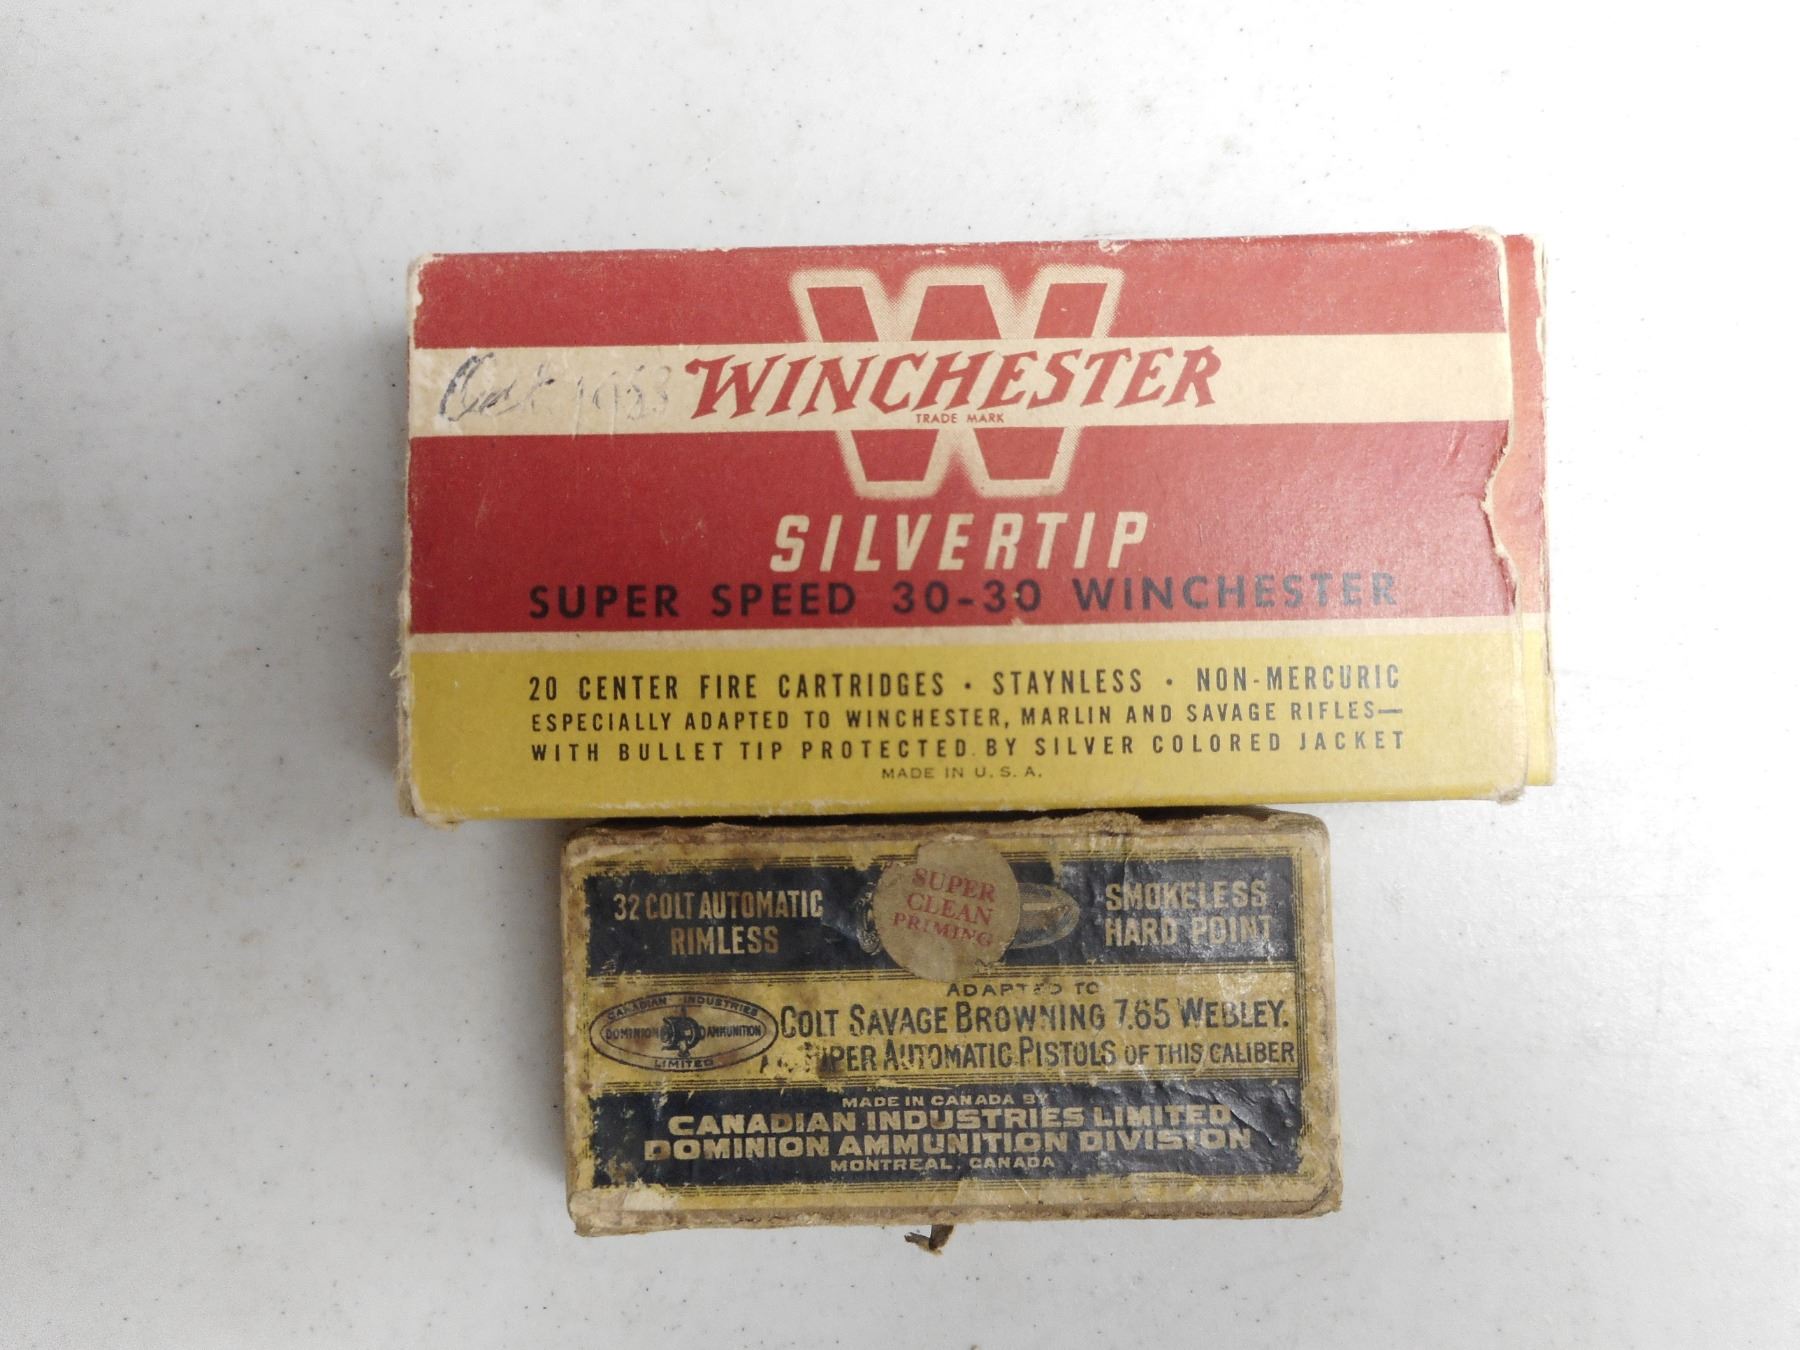 W
WINCHESTER
TRADE MARK
1953
SILVERTIP
SUPER SPEED 30-30 WINCHESTER
20 CENTER FIRE CARTRIDGES · STAYNLESS · NON-MERCURIC
ESPECIALLY ADAPTED TO WINCHESTER, MARLIN AND SAVAGE RIFLES—
WITH BULLET TIP PROTECTED BY SILVER COLORED JACKET
MADE IN U.S.A.
32 COLT AUTOMATIC
RIMLESS
SUPER
CLEAN
PRIMING
SMOKELESS
HARD POINT
ADAPTED TO
COLT SAVAGE BROWNING 7.65 WEBLEY.
AUTOMATIC PISTOLS OF THIS CALIBER
CANADIAN INDUSTRIES
DOMINION AMMUNITION
LIMITED
MADE IN CANADA BY
CANADIAN INDUSTRIES LIMITED
DOMINION AMMUNITION DIVISION
MONTREAL, CANADA